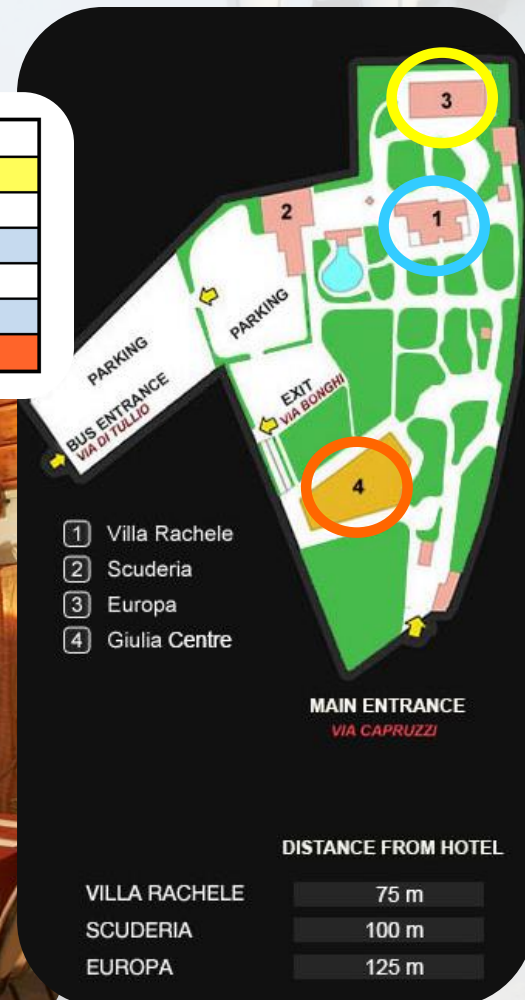 3
2
1
PARKING
PARKING
EXIT
VIA BONGHI
BUS ENTRANCE
VIA DI TULLIO
4
1 Villa Rachele
2 Scuderia
3 Europa
4 Giulia Centre
MAIN ENTRANCE
VIA CAPRUZZI
DISTANCE FROM HOTEL
VILLA RACHELE 75 m
SCUDERIA 100 m
EUROPA 125 m